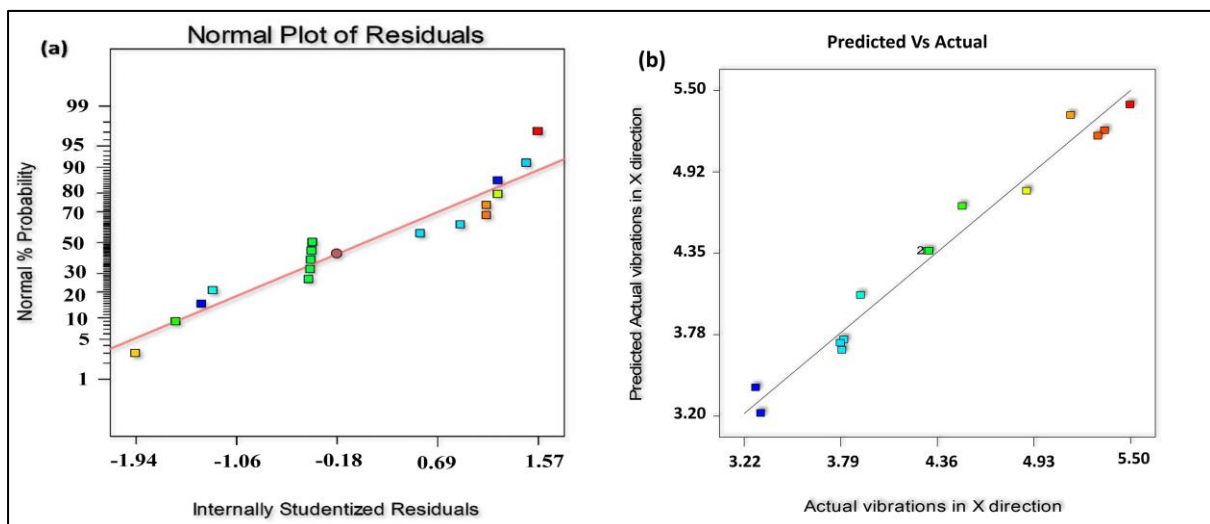 (a)
Normal Plot of Residuals
Normal % Probability
99
95
90
80
70
50
30
20
10
5
1
-1.94 -1.06 -0.18 0.69 1.57
Internally Studentized Residuals
(b)
Predicted Vs Actual
Predicted Actual vibrations in X direction
5.50
4.92
4.35
3.78
3.20
2
3.22 3.79 4.36 4.93 5.50
Actual vibrations in X direction